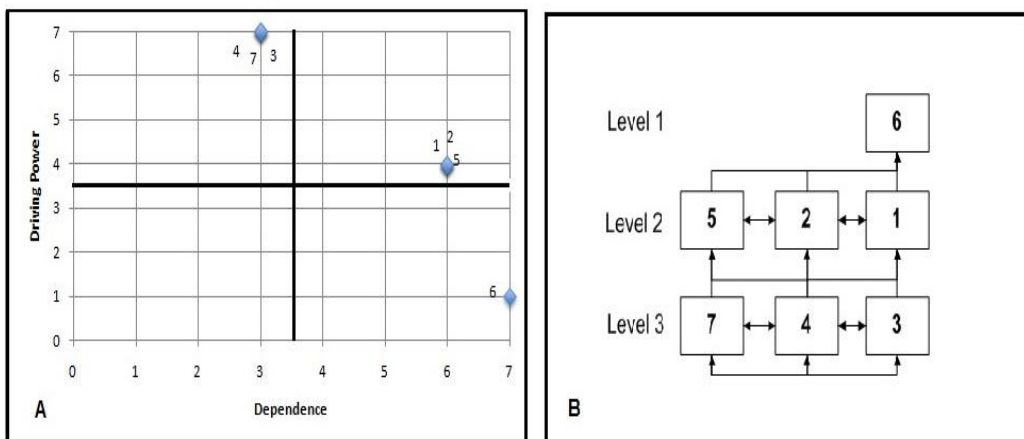 7
4 7 3
6
5
1 2
4
5
Driving Power
3
2
1
6
0
0 1 2 3 4 5 6 7
A
Dependence
Level 1
6
Level 2
5 2 1
Level 3
7 4 3
B